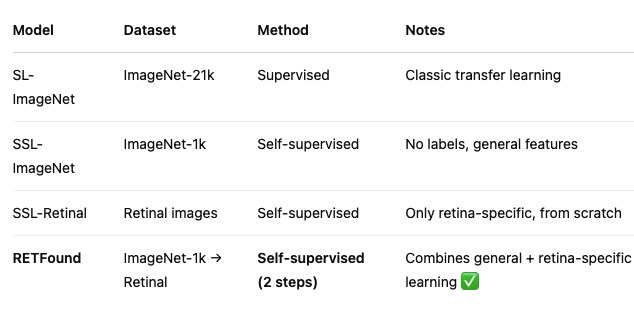 Model Dataset Method Notes
SL-
ImageNet
ImageNet-21k
Supervised
Classic transfer learning
SSL-
ImageNet
ImageNet-1k
Self-supervised
No labels, general features
SSL-Retinal
Retinal images
Self-supervised
Only retina-specific, from scratch
RETFound
ImageNet-1k →
Retinal
Self-supervised
(2 steps)
Combines general + retina-specific
learning ✅